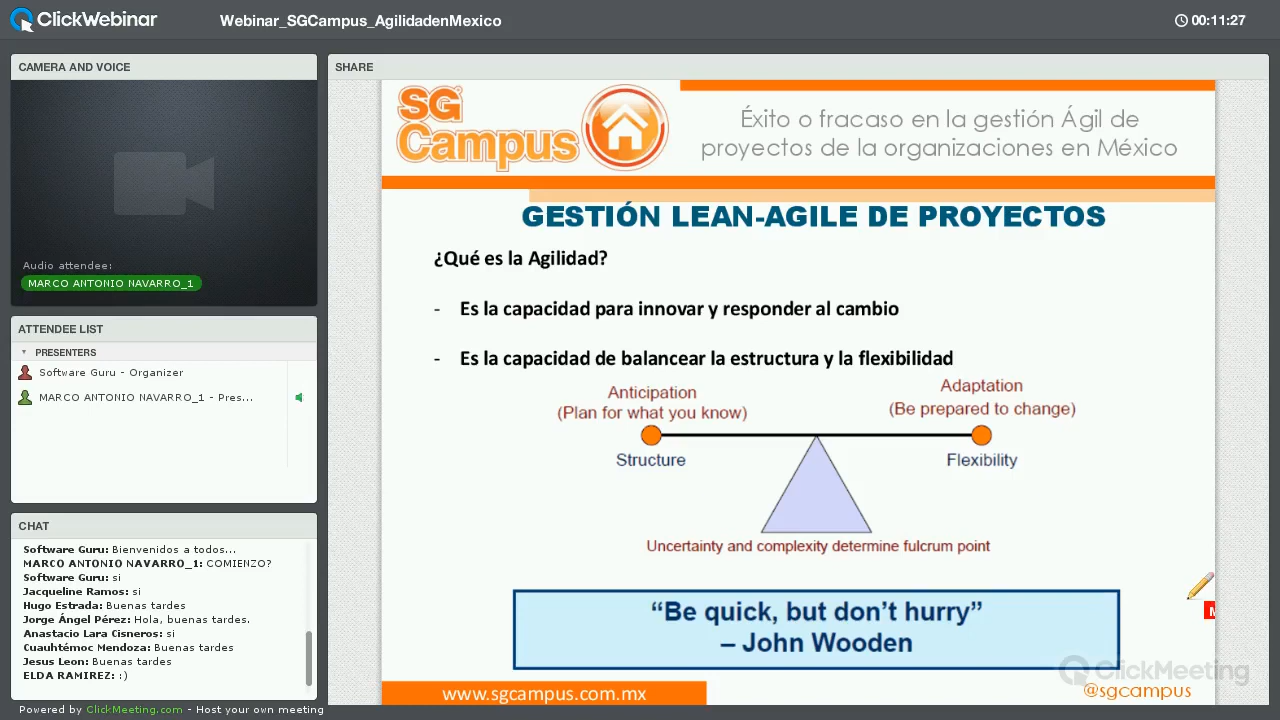 ClickWebinar
Webinar_SGCampus_AgilidadenMexico
00:11:27
CAMERA AND VOICE
Audio attendee:
MARCO ANTONIO NAVARRO_1
ATTENDEE LIST
PRESENTERS
Software Guru - Organizer
MARCO ANTONIO NAVARRO_1 - Pres...
CHAT
Software Guru: Bienvenidos a todos...
MARCO ANTONIO NAVARRO_1: COMIENZO?
Software Guru: si
Jacqueline Ramos: si
Hugo Estrada: Buenas tardes
Jorge Ángel Pérez: Hola, buenas tardes.
Anastacio Lara Cisneros: si
Cuauhtémoc Mendoza: Buenas tardes
Jesus Leon: Buenas tardes
ELDA RAMIREZ: :)
Powered by ClickMeeting.com - Host your own meeting
SHARE
SG
Campus
Éxito o fracaso en la gestión Ágil de
proyectos de la organizaciones en México
GESTIÓN LEAN-AGILE DE PROYECTOS
¿Qué es la Agilidad?
- Es la capacidad para innovar y responder al cambio
- Es la capacidad de balancear la estructura y la flexibilidad
Anticipation
(Plan for what you know)
Adaptation
(Be prepared to change)
Structure
Flexibility
Uncertainty and complexity determine fulcrum point
“Be quick, but don’t hurry”
– John Wooden
M
ClickMeeting
www.sgcampus.com.mx
@sgcampus